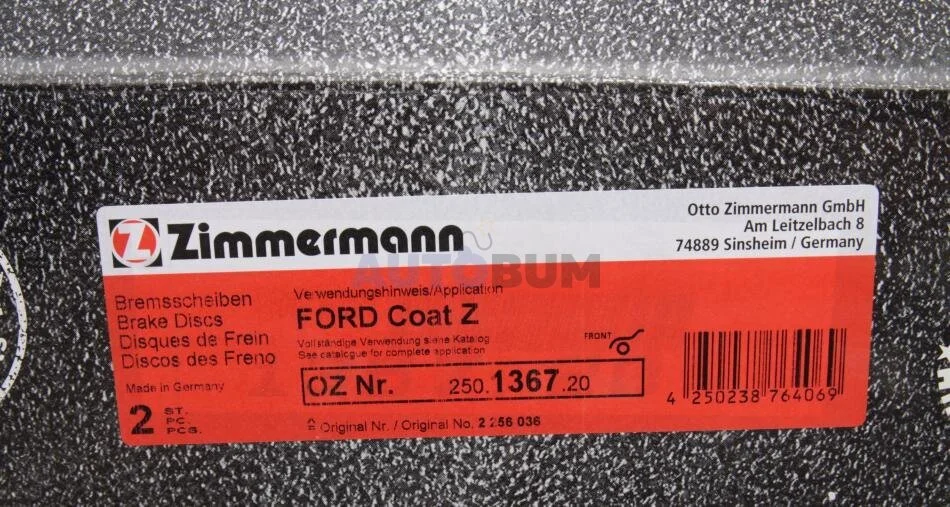 Z Zimmermann
Otto Zimmermann GmbH
Am Leitzelbach 8
74889 Sinsheim / Germany
AUTOBUM
Bremsscheiben
Brake Discs
Disques de Frein
Discos des Freno
Made in Germany
2 ST.
PC.
PCS.
Verwendungshinweis/Application
FORD Coat Z
Vollständige Verwendung siehe Katalog
See catalogue for complete application
FRONT
OZ Nr. 250.1367.20
Original Nr. / Original No. 2 256 036
4 250238 764069